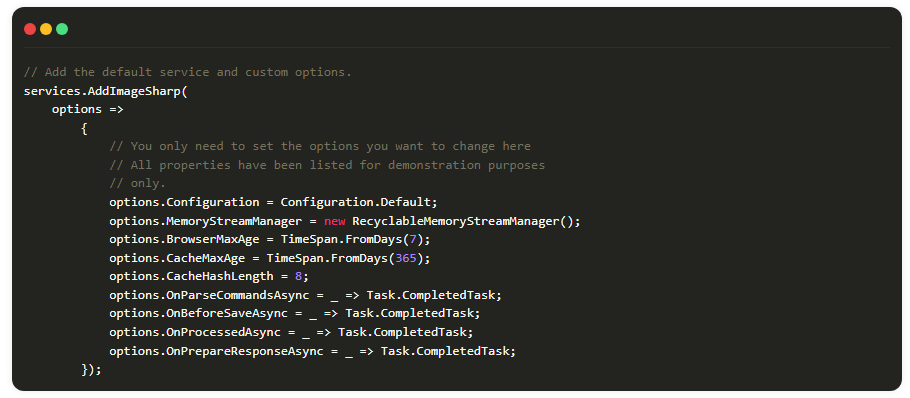 // Add the default service and custom options.
services.AddImageSharp(
    options =>
        {
            // You only need to set the options you want to change here
            // All properties have been listed for demonstration purposes
            // only.
            options.Configuration = Configuration.Default;
            options.MemoryStreamManager = new RecyclableMemoryStreamManager();
            options.BrowserMaxAge = TimeSpan.FromDays(7);
            options.CacheMaxAge = TimeSpan.FromDays(365);
            options.CacheHashLength = 8;
            options.OnParseCommandsAsync = _ => Task.CompletedTask;
            options.OnBeforeSaveAsync = _ => Task.CompletedTask;
            options.OnProcessedAsync = _ => Task.CompletedTask;
            options.OnPrepareResponseAsync = _ => Task.CompletedTask;
        });